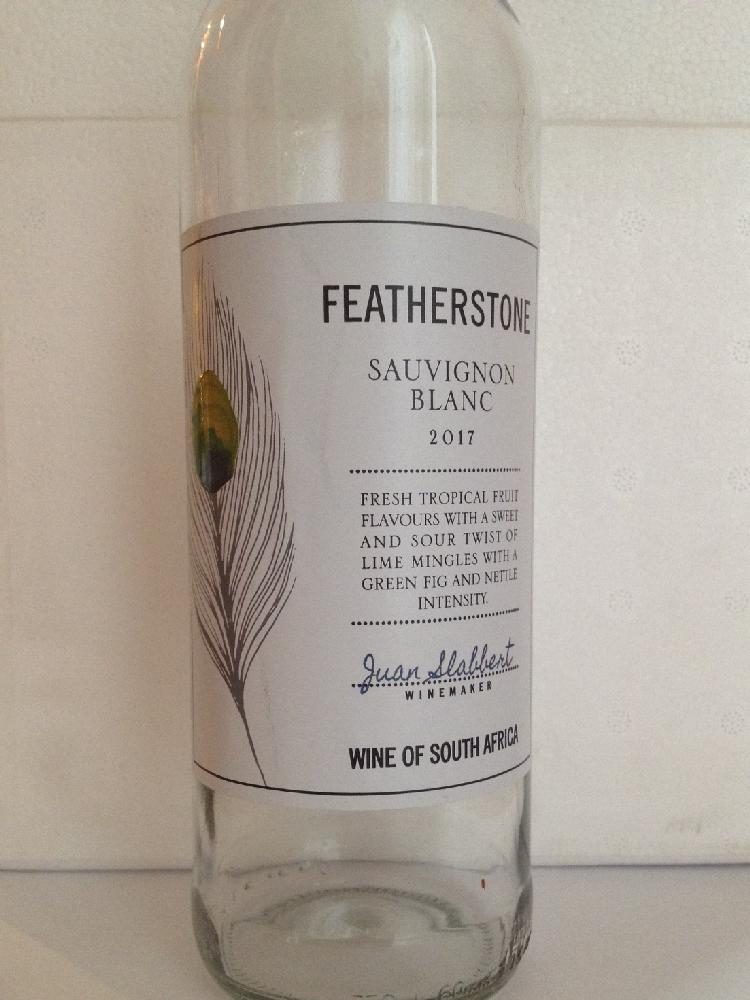 FEATHERSTONE
SAUVIGNON
BLANC
2017
FRESH TROPICAL FRUIT
FLAVOURS WITH A SWEET
AND SOUR TWIST OF
LIME MINGLES WITH A
GREEN FIG AND NETTLE
INTENSITY.
Juan Slabbert
WINEMAKER
WINE OF SOUTH AFRICA